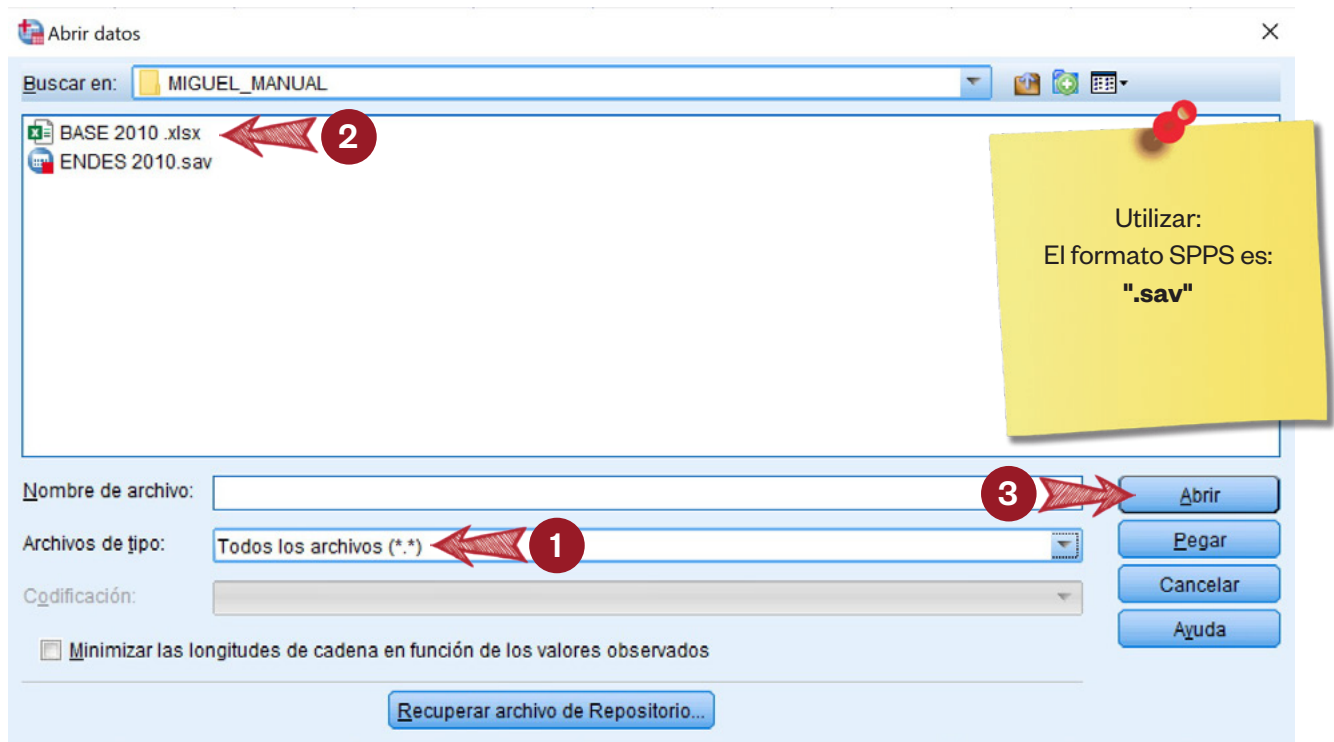 Abrir datos
Buscar en: MIGUEL_MANUAL
BASE 2010 .xlsx
2
ENDES 2010.sav
Utilizar:
El formato SPPS es:
".sav"
Nombre de archivo:
3
Abrir
Archivos de tipo: Todos los archivos (*.*)
1
Pegar
Codificación:
Cancelar
Ayuda
Minimizar las longitudes de cadena en función de los valores observados
Recuperar archivo de Repositorio...